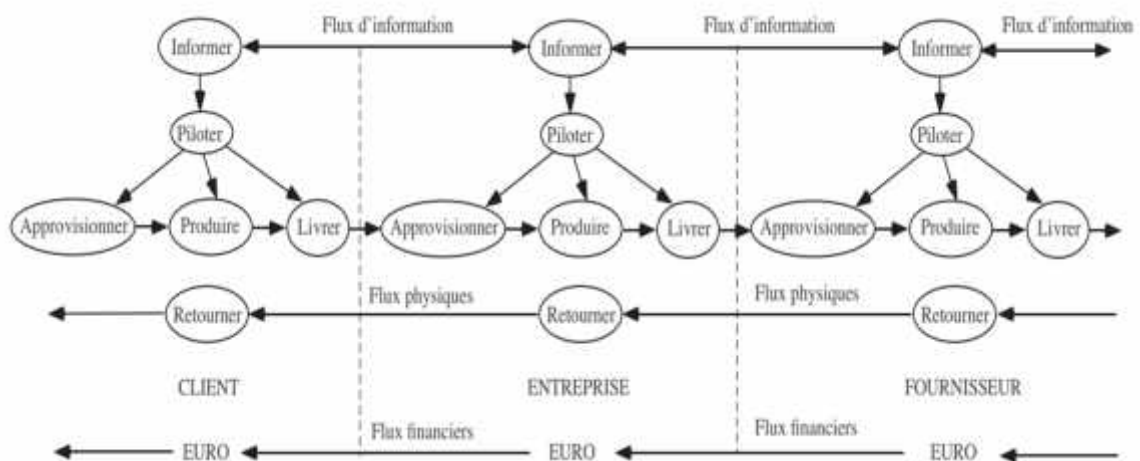 Flux d’information
Flux d’information
Flux d’information
Informer
Informer
Informer
Piloter
Piloter
Piloter
Approvisionner
Produire
Livrer
Approvisionner
Produire
Livrer
Approvisionner
Produire
Livrer
Flux physiques
Flux physiques
Retourner
Retourner
Retourner
CLIENT
ENTREPRISE
FOURNISSEUR
Flux financiers
Flux financiers
EURO
EURO
EURO